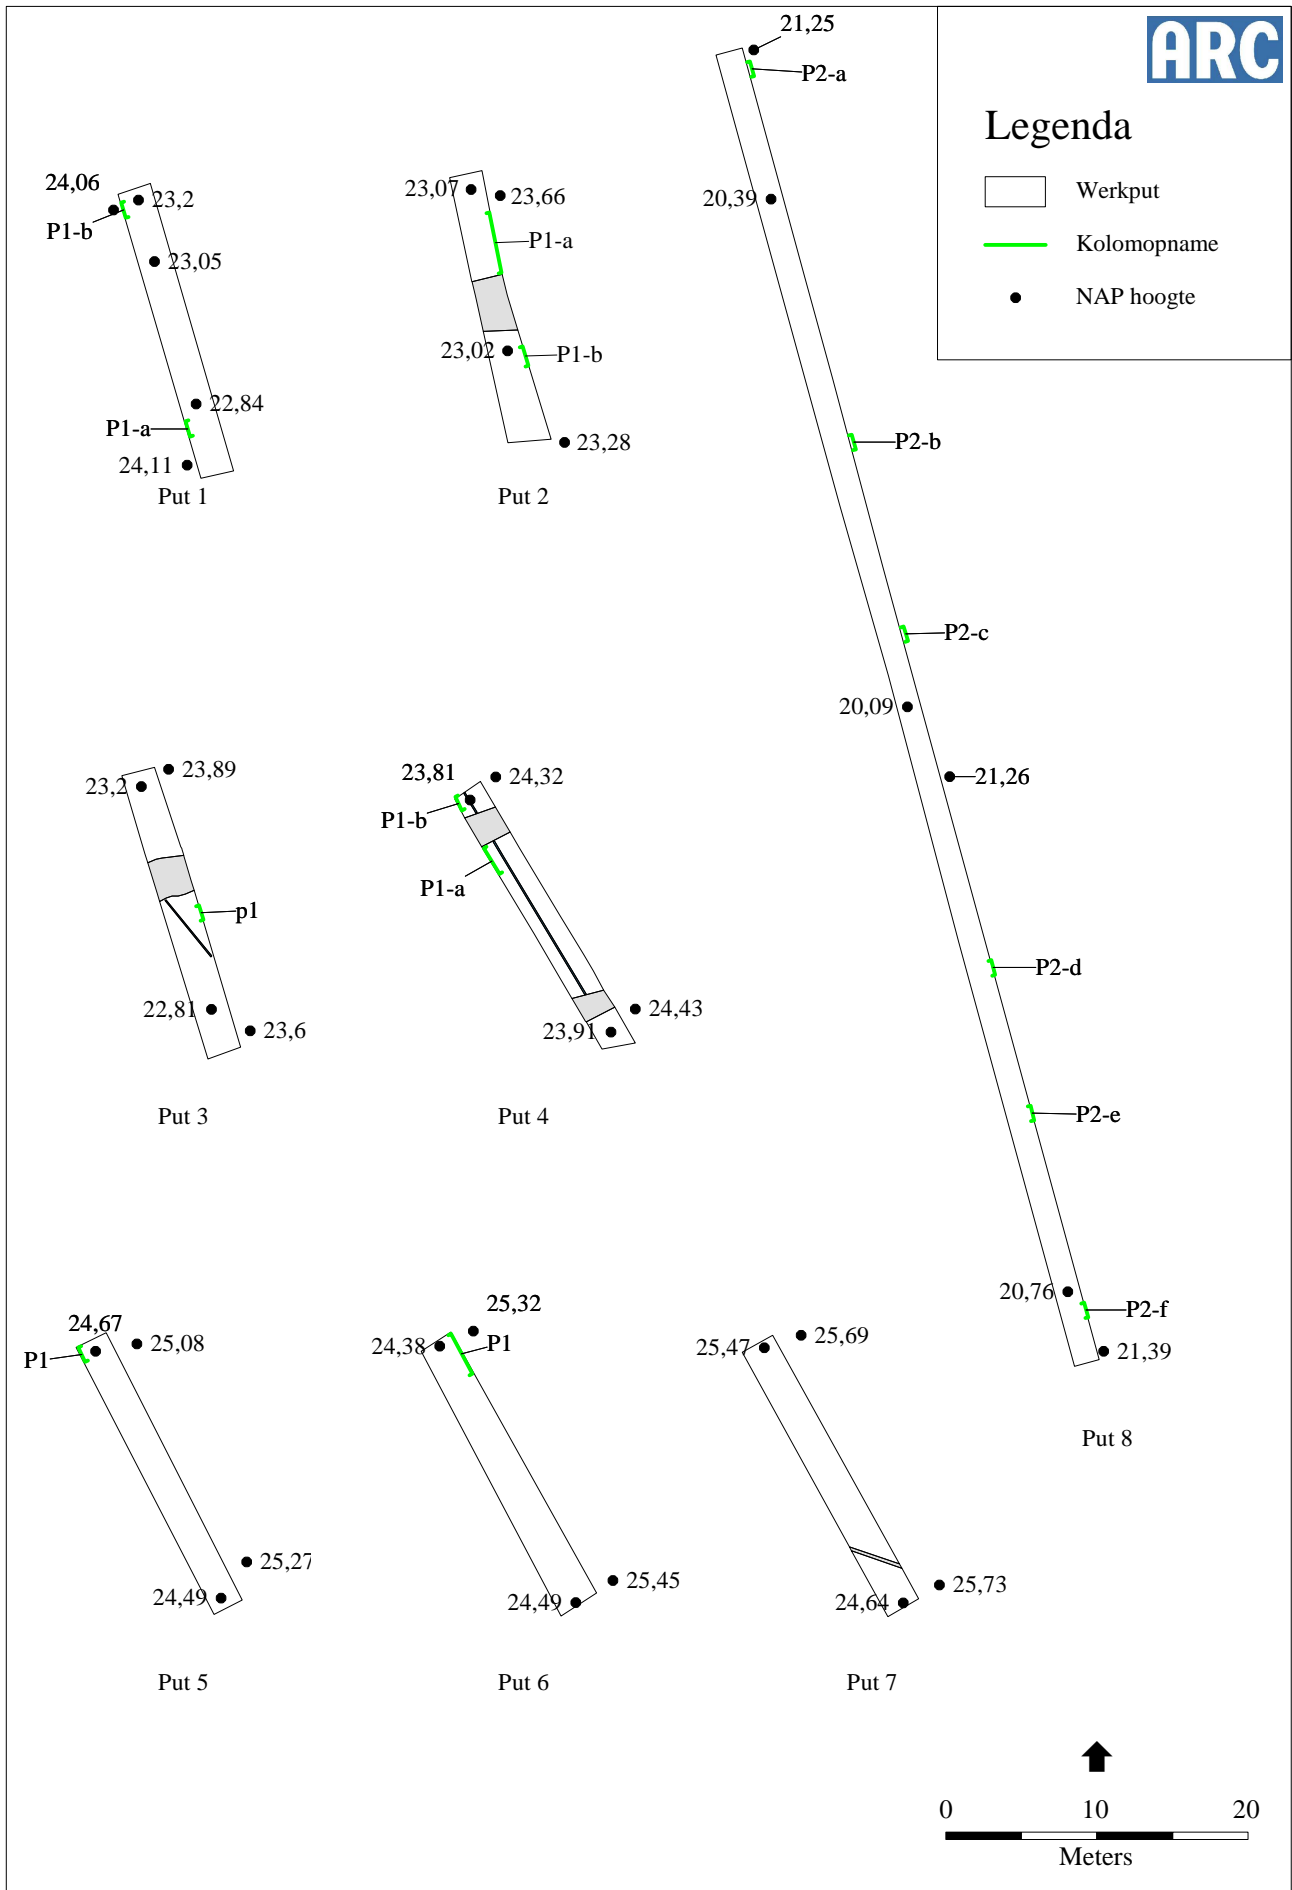 ARC
Legenda
Werkput
Kolomopname
NAP hoogte
24,06
23,2
P1-b
23,05
22,84
P1-a
24,11
Put 1
23,07
23,66
P1-a
23,02
P1-b
23,28
Put 2
23,89
23,2
p1
22,81
23,6
Put 3
23,81
24,32
P1-b
P1-a
24,43
23,91
Put 4
24,67
25,08
P1
25,27
24,49
Put 5
25,32
24,38
P1
25,45
24,49
Put 6
25,69
25,47
25,73
24,64
Put 7
21,25
P2-a
20,39
P2-b
P2-c
20,09
21,26
P2-d
P2-e
20,76
P2-f
21,39
Put 8
0 10 20
Meters